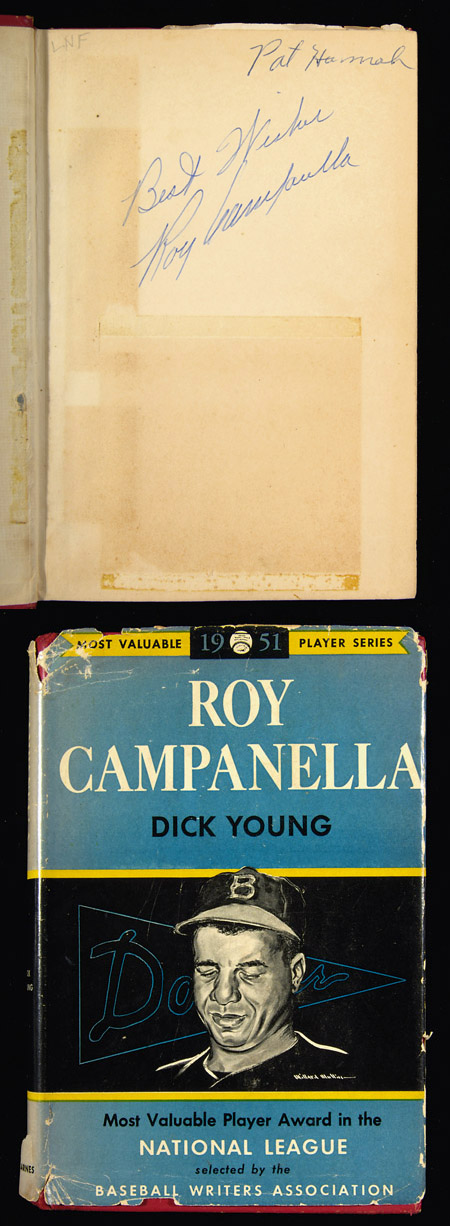 LNF
Pat Hannah
Best Wishes
Roy Campanella
MOST VALUABLE 1951 PLAYER SERIES
ROY
CAMPANELLA
DICK YOUNG
B
Dodgers
Willard Mullin
Most Valuable Player Award in the
NATIONAL LEAGUE
selected by the
BASEBALL WRITERS ASSOCIATION